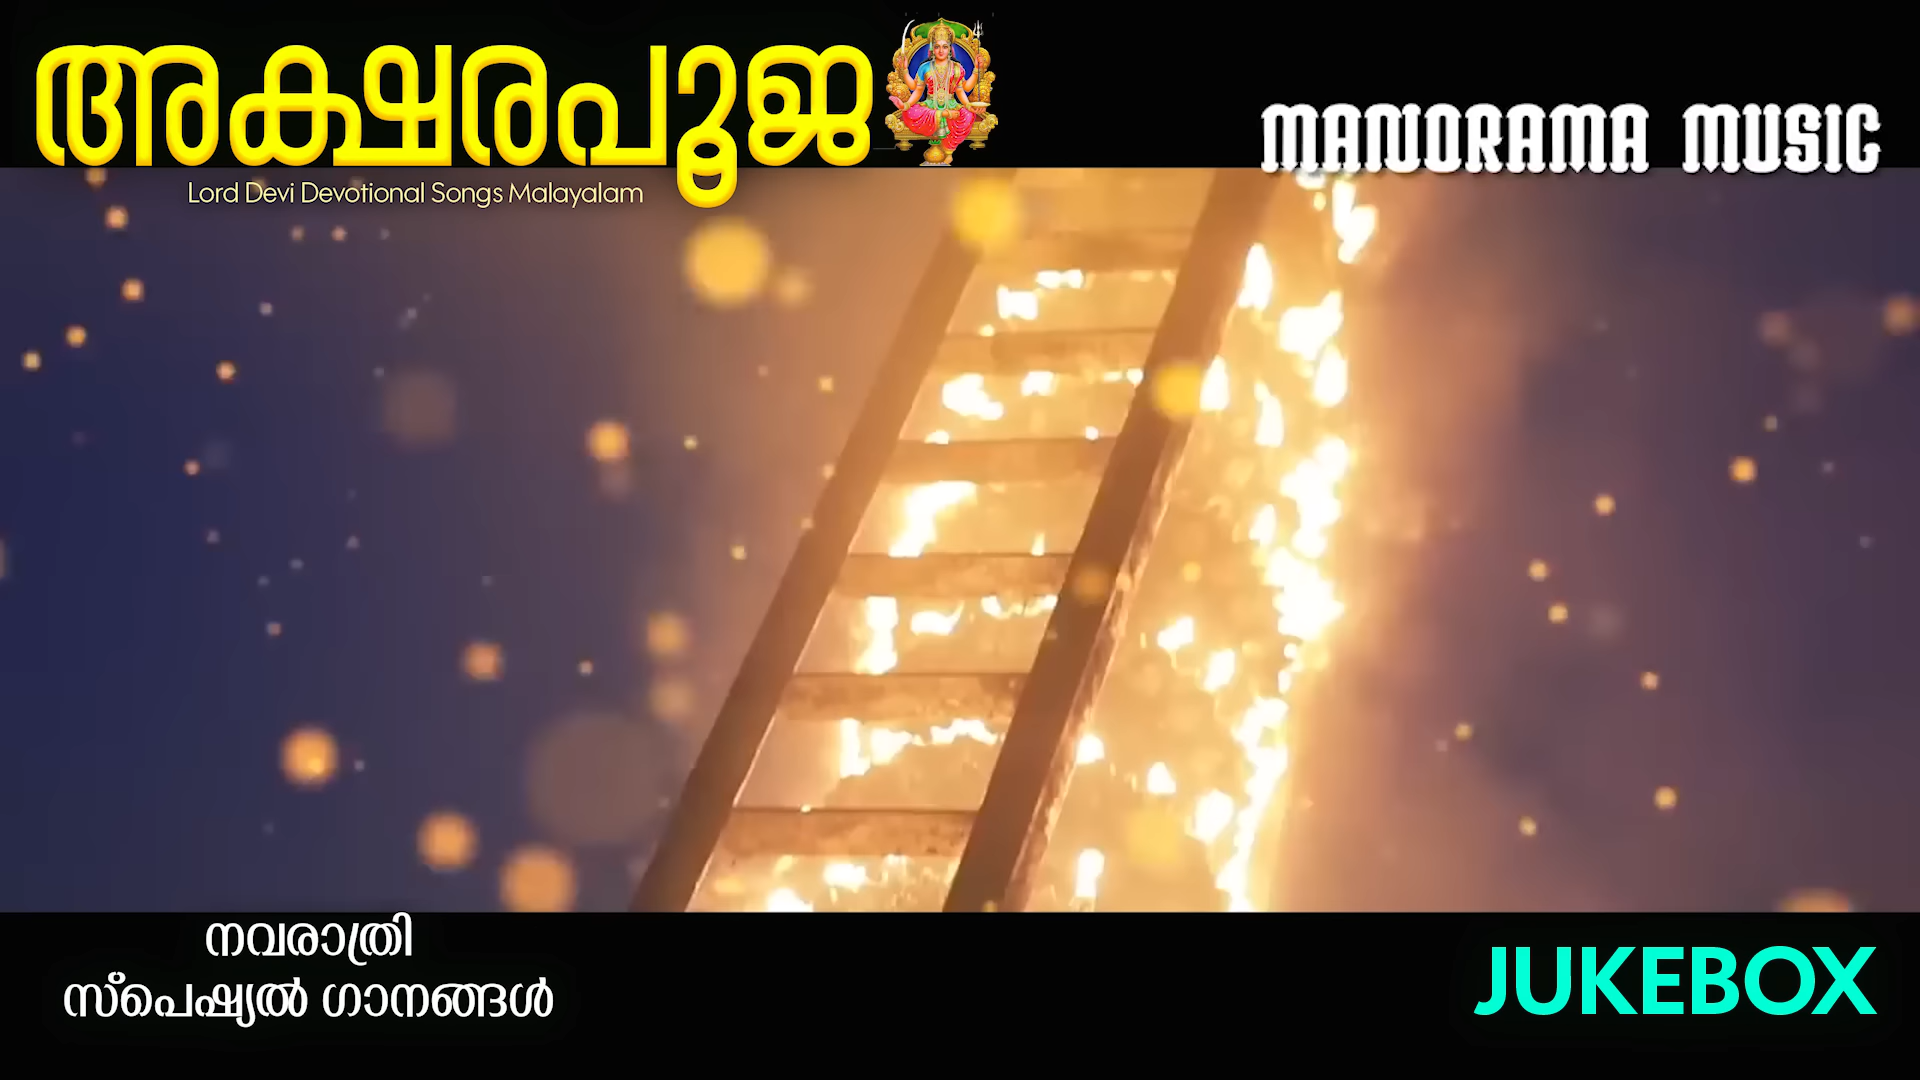 അക്ഷരപൂജ
MANORAMA MUSIC
Lord Devi Devotional Songs Malayalam
നവരാത്രി
സ്പെഷ്യൽ ഗാനങ്ങൾ
JUKEBOX